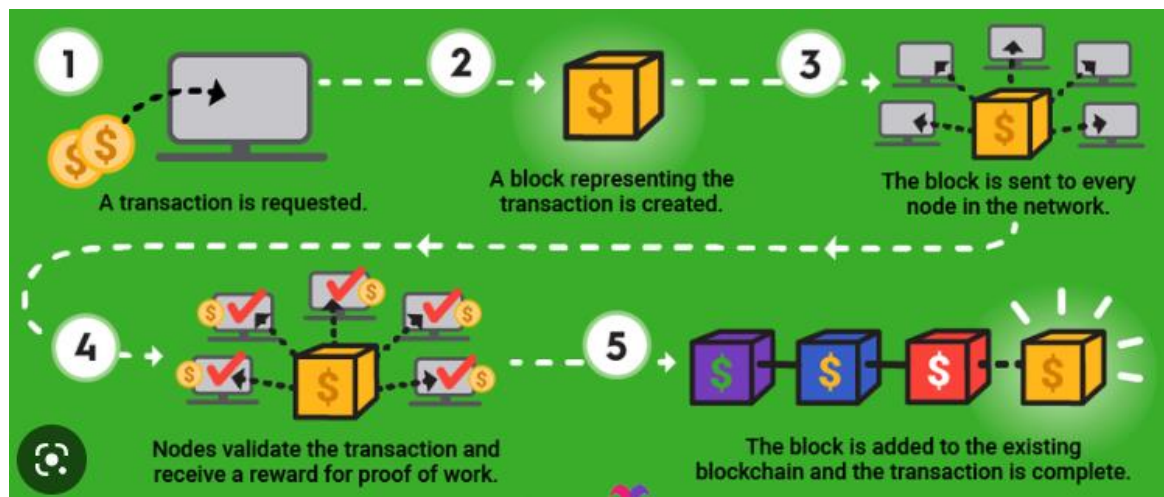 1
A transaction is requested.
2
A block representing the
transaction is created.
3
The block is sent to every
node in the network.
4
Nodes validate the transaction and
receive a reward for proof of work.
5
The block is added to the existing
blockchain and the transaction is complete.